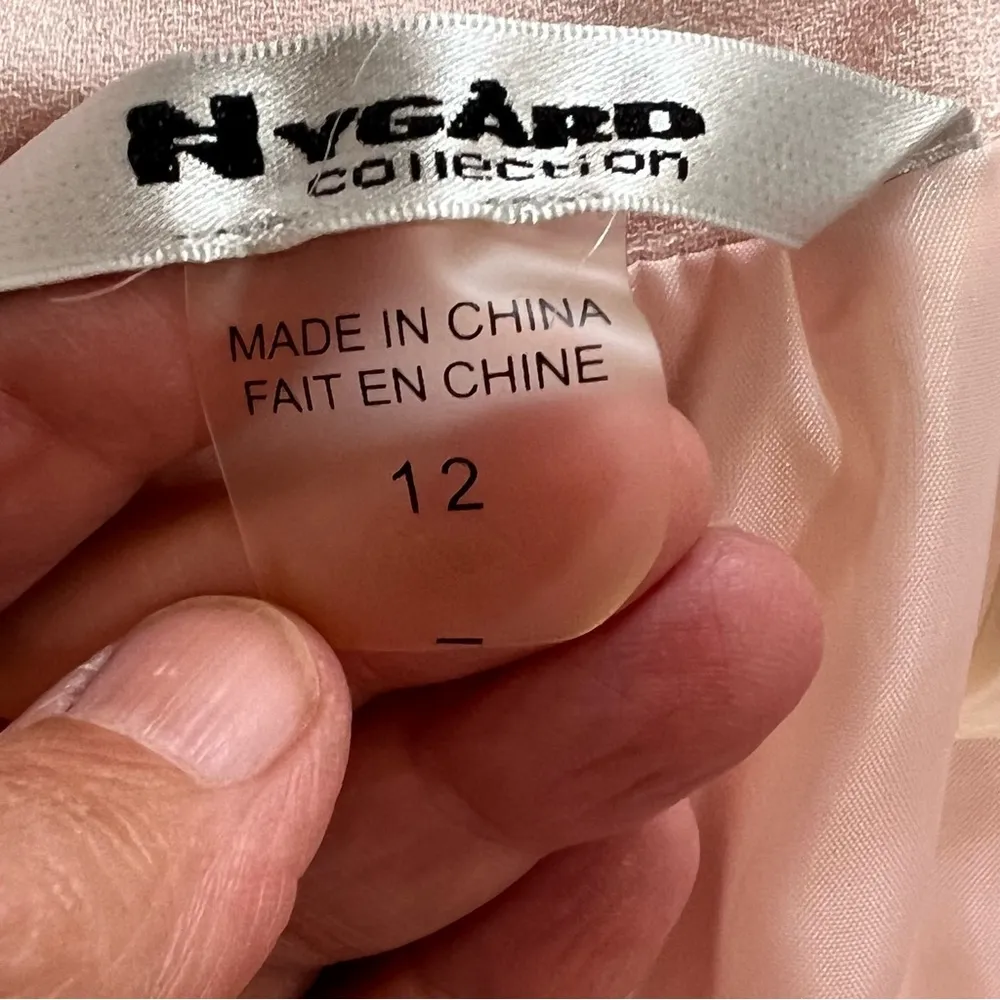 NYGÅRD
collection
MADE IN CHINA
FAIT EN CHINE
12